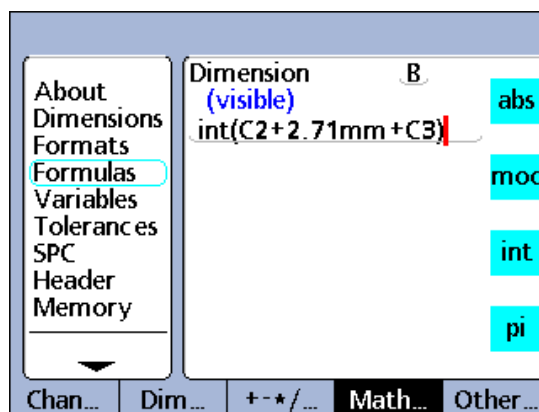 About
Dimensions
Formats
Formulas
Variables
Tolerances
SPC
Header
Memory
Dimension B
(visible)
int(C2+2.71mm+C3)
abs
moc
int
pi
Chan... Dim... +-*/... Math... Other...